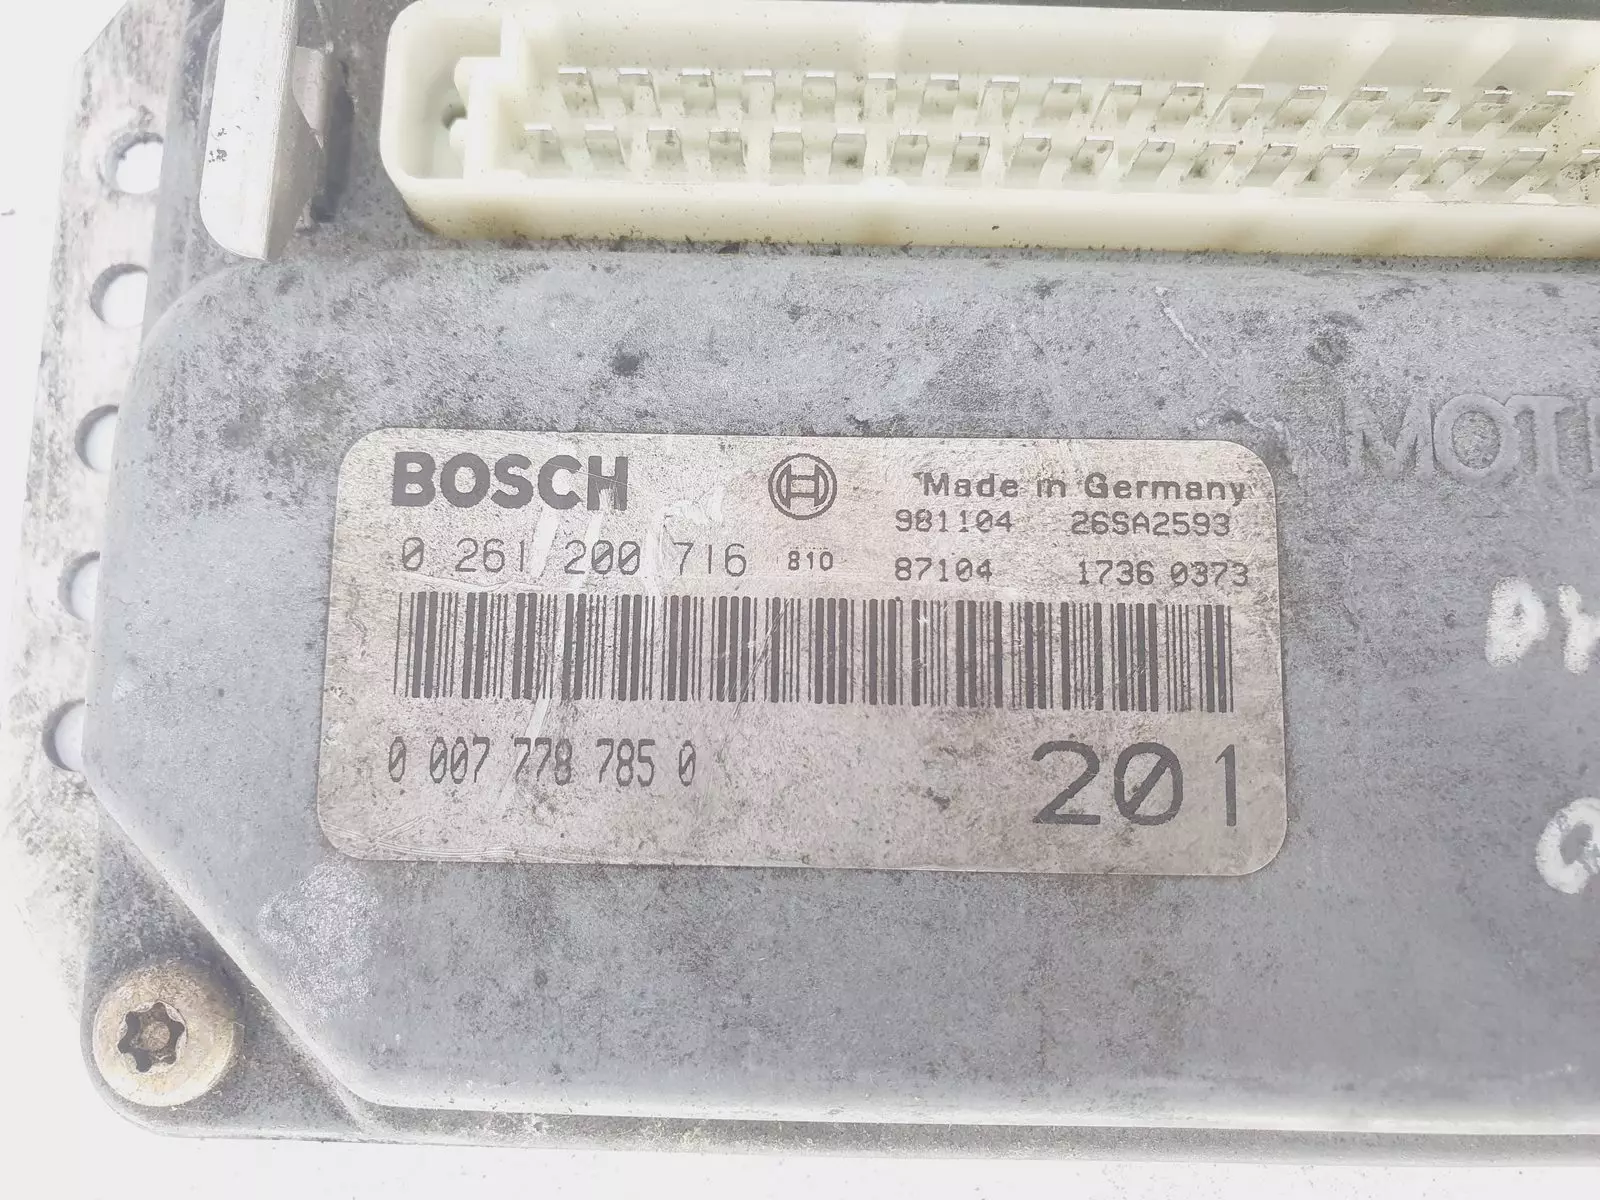 MOT
BOSCH Made in Germany
981104 26SA2593
0 261 200 716 810 87104 1736 0373
0 007 778 785 0 201